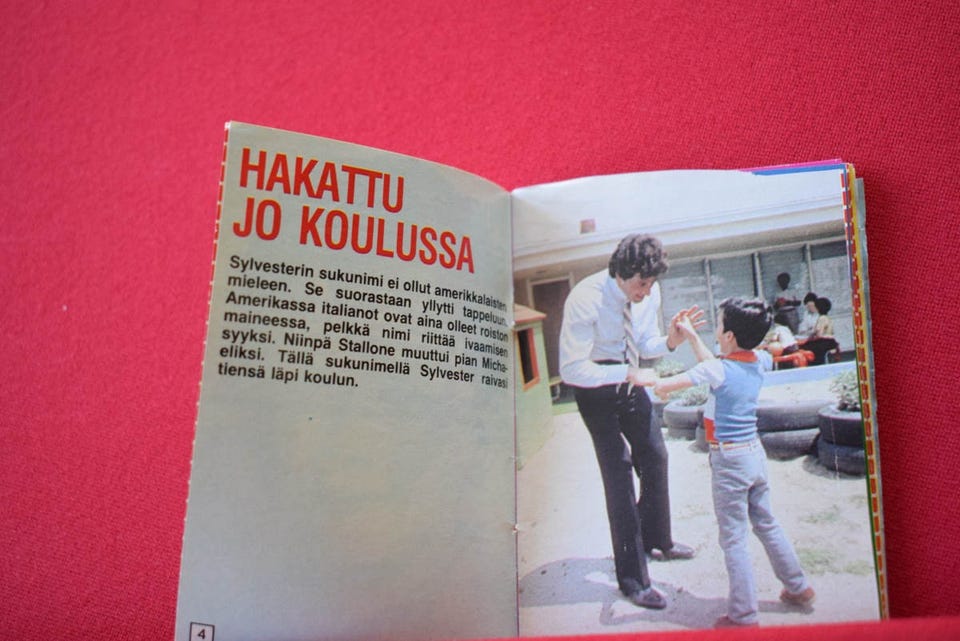 HAKATTU
JO KOULUSSA
Sylvesterin sukunimi ei ollut amerikkalaisten
mieleen. Se suorastaan yllytti tappeluun.
Amerikassa italianot ovat aina olleet roiston
maineessa, pelkkä nimi riittää ivaamisen
syyksi. Niinpä Stallone muuttui pian Micha-
eliksi. Tällä sukunimellä Sylvester raivasi
tiensä läpi koulun.
4